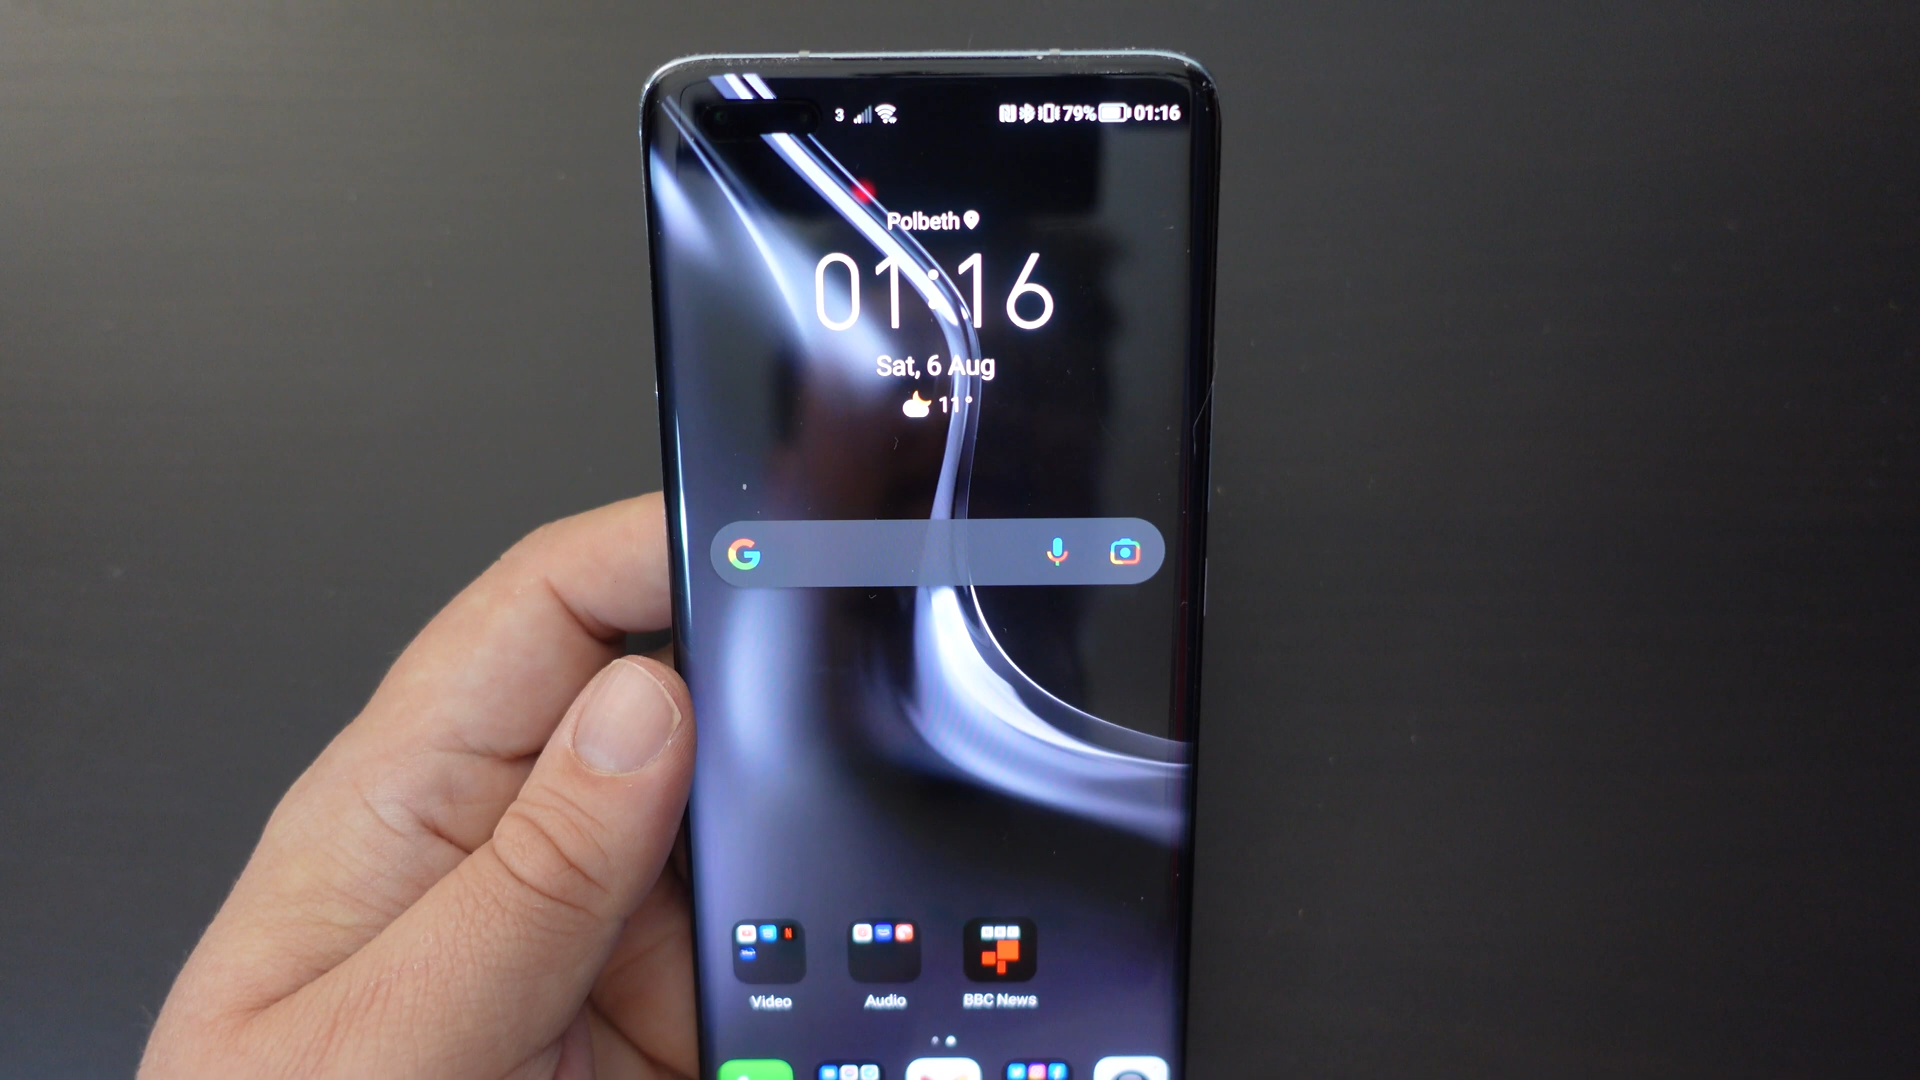 3 79% 01:16
Polbeth
01:16
Sat, 6 Aug
11°
G
Video Audio BBC News